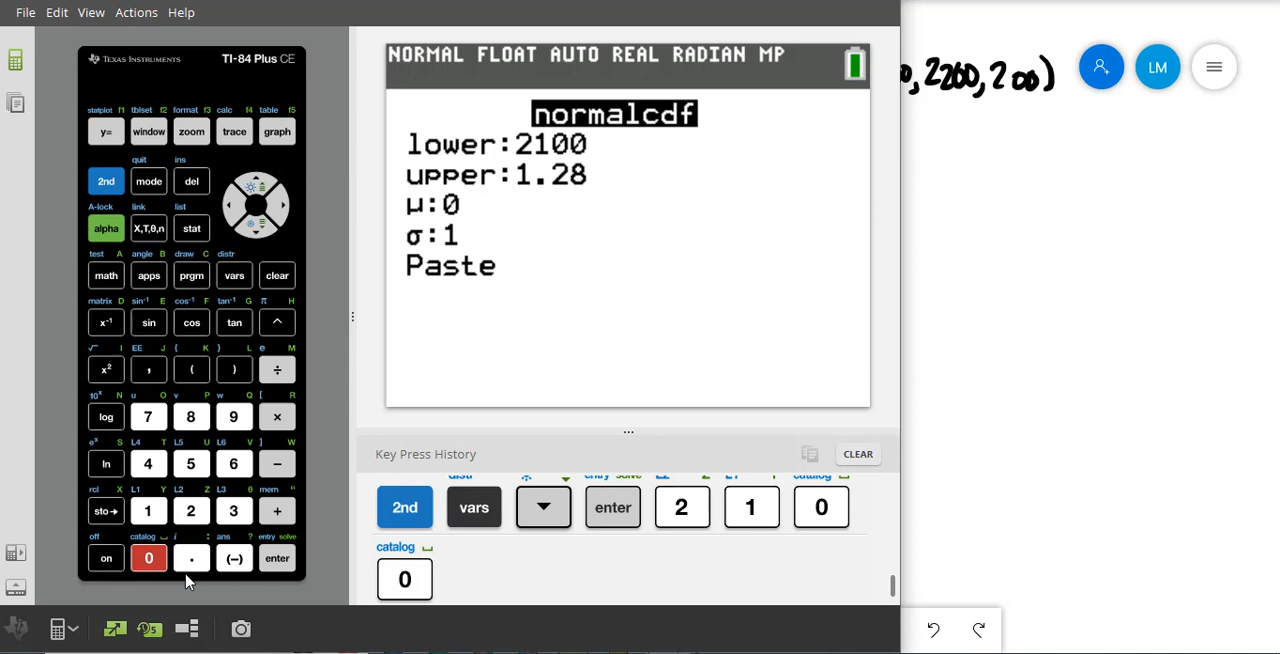 File Edit View Actions Help
TEXAS INSTRUMENTS TI-84 Plus CE
statplot f1 tblset f2 format f3 calc f4 table f5
y= window zoom trace graph
quit ins
2nd mode del
A-lock link list
alpha X,T,θ,n stat
test A angle B draw C distr
math apps prgm vars clear
matrix D sin⁻¹ E cos⁻¹ F tan⁻¹ G π H
x⁻¹ sin cos tan ^
√ I EE J { K } L e M
x² , ( ) ÷
10ˣ N u O v P w Q [ R
log 7 8 9 ×
eˣ S L4 T L5 U L6 V ] W
ln 4 5 6 −
rcl X L1 Y L2 Z L3 θ mem "
sto→ 1 2 3 +
off catalog ␣ i : ans ? entry solve
on 0 . (−) enter
NORMAL FLOAT AUTO REAL RADIAN MP
normalcdf
lower:2100
upper:1.28
μ:0
σ:1
Paste
Key Press History
CLEAR
2nd vars ▼ enter 2 1 0
catalog ␣
0
0,2200,200)
LM